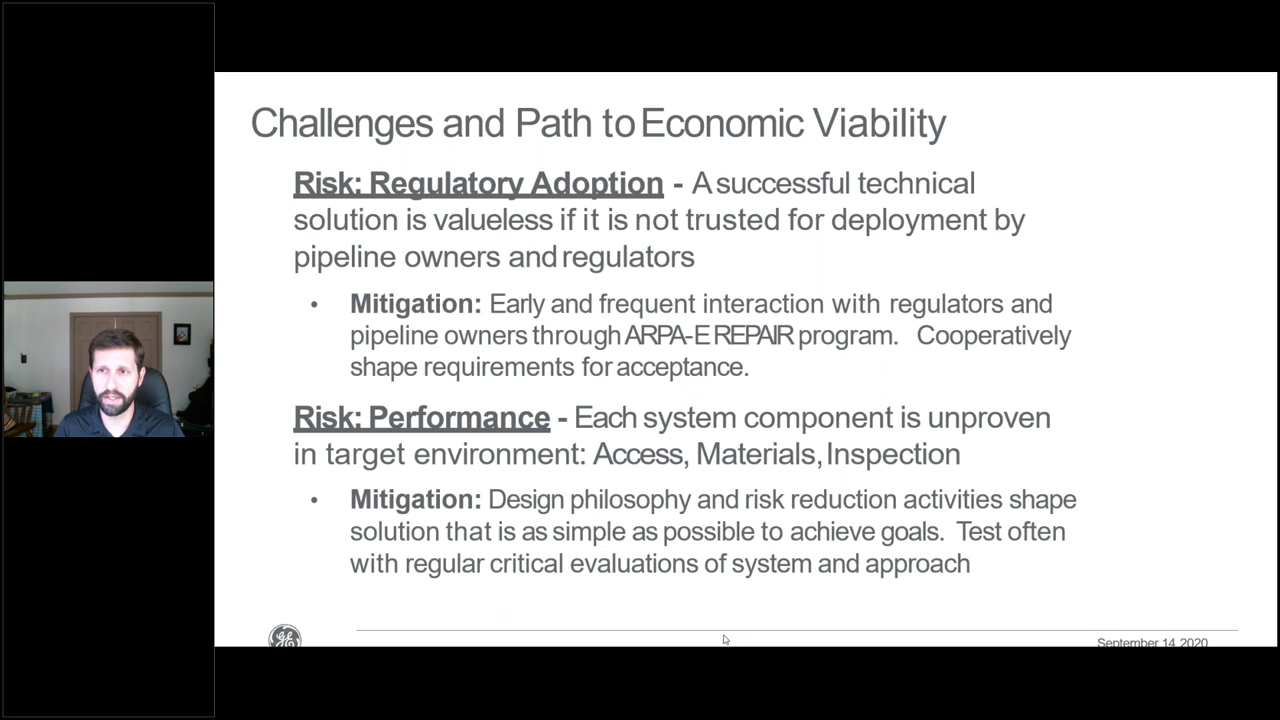 Challenges and Path to Economic Viability
Risk: Regulatory Adoption - A successful technical
solution is valueless if it is not trusted for deployment by
pipeline owners and regulators
• Mitigation: Early and frequent interaction with regulators and
pipeline owners through ARPA-E REPAIR program. Cooperatively
shape requirements for acceptance.
Risk: Performance - Each system component is unproven
in target environment: Access, Materials, Inspection
• Mitigation: Design philosophy and risk reduction activities shape
solution that is as simple as possible to achieve goals. Test often
with regular critical evaluations of system and approach
September 14, 2020